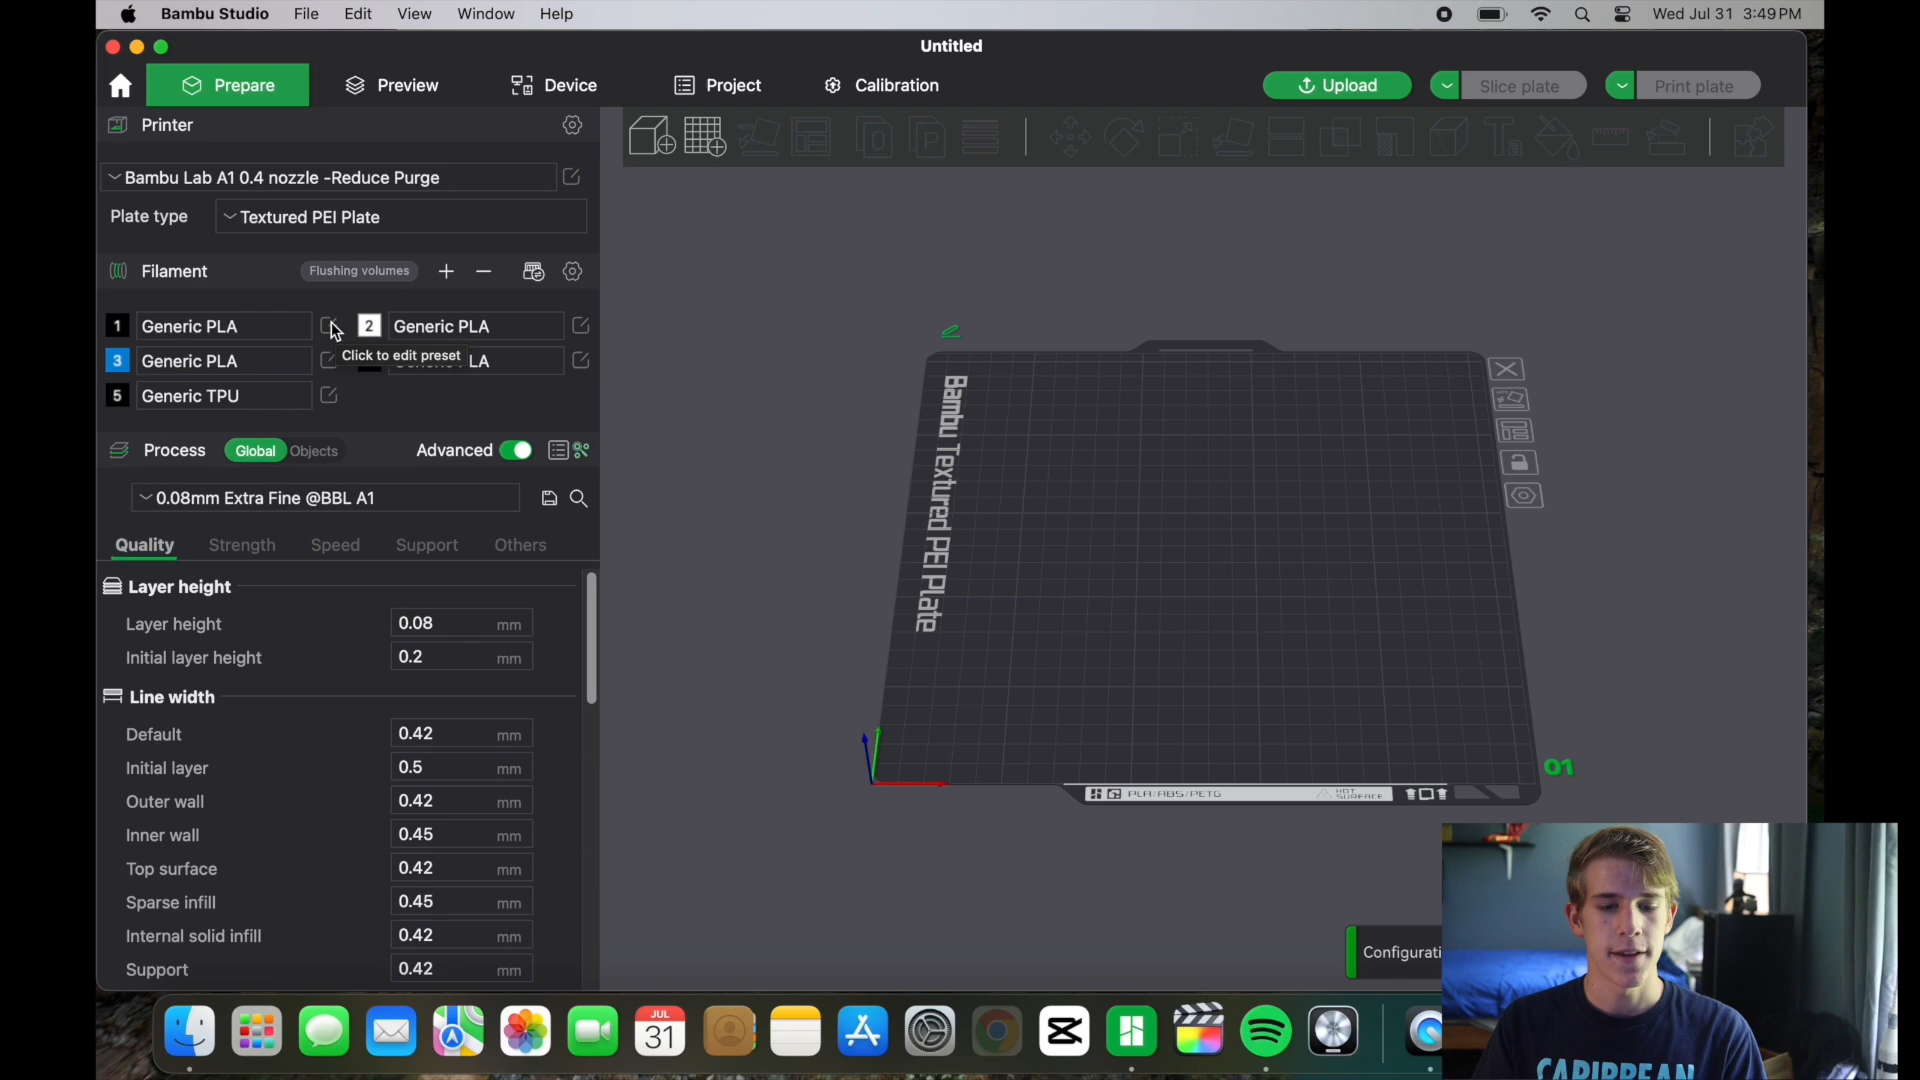 Bambu Studio File Edit View Window Help Wed Jul 31 3:49 PM
Untitled
Prepare Preview Device Project Calibration Upload Slice plate Print plate
Printer
Bambu Lab A1 0.4 nozzle -Reduce Purge
Plate type Textured PEI Plate
Filament Flushing volumes
1 Generic PLA 2 Generic PLA
3 Generic PLA LA
Click to edit preset
5 Generic TPU
Process Global Objects Advanced
0.08mm Extra Fine @BBL A1
Quality Strength Speed Support Others
Layer height
Layer height 0.08 mm
Initial layer height 0.2 mm
Line width
Default 0.42 mm
Initial layer 0.5 mm
Outer wall 0.42 mm
Inner wall 0.45 mm
Top surface 0.42 mm
Sparse infill 0.45 mm
Internal solid infill 0.42 mm
Support 0.42 mm
Bambu Textured PEI Plate
01
PLA/ABS/PETG HOT SURFACE
Configurati
JUL
31
CARIBBEAN